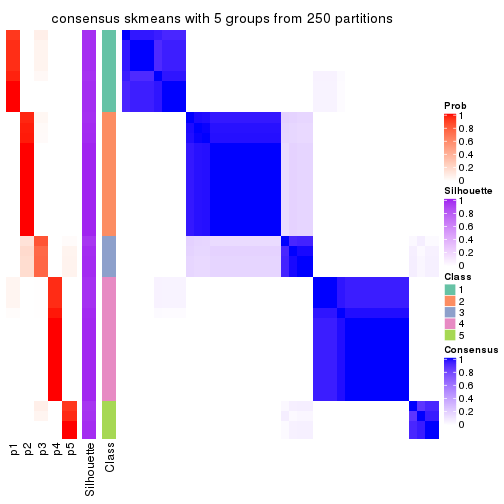 consensus skmeans with 5 groups from 250 partitions
Prob
1
0.8
0.6
0.4
0.2
0
Silhouette
1
0.8
0.6
0.4
0.2
0
Class
1
2
3
4
5
Consensus
1
0.8
0.6
0.4
0.2
0
p1
p2
p3
p4
p5
Silhouette
Class